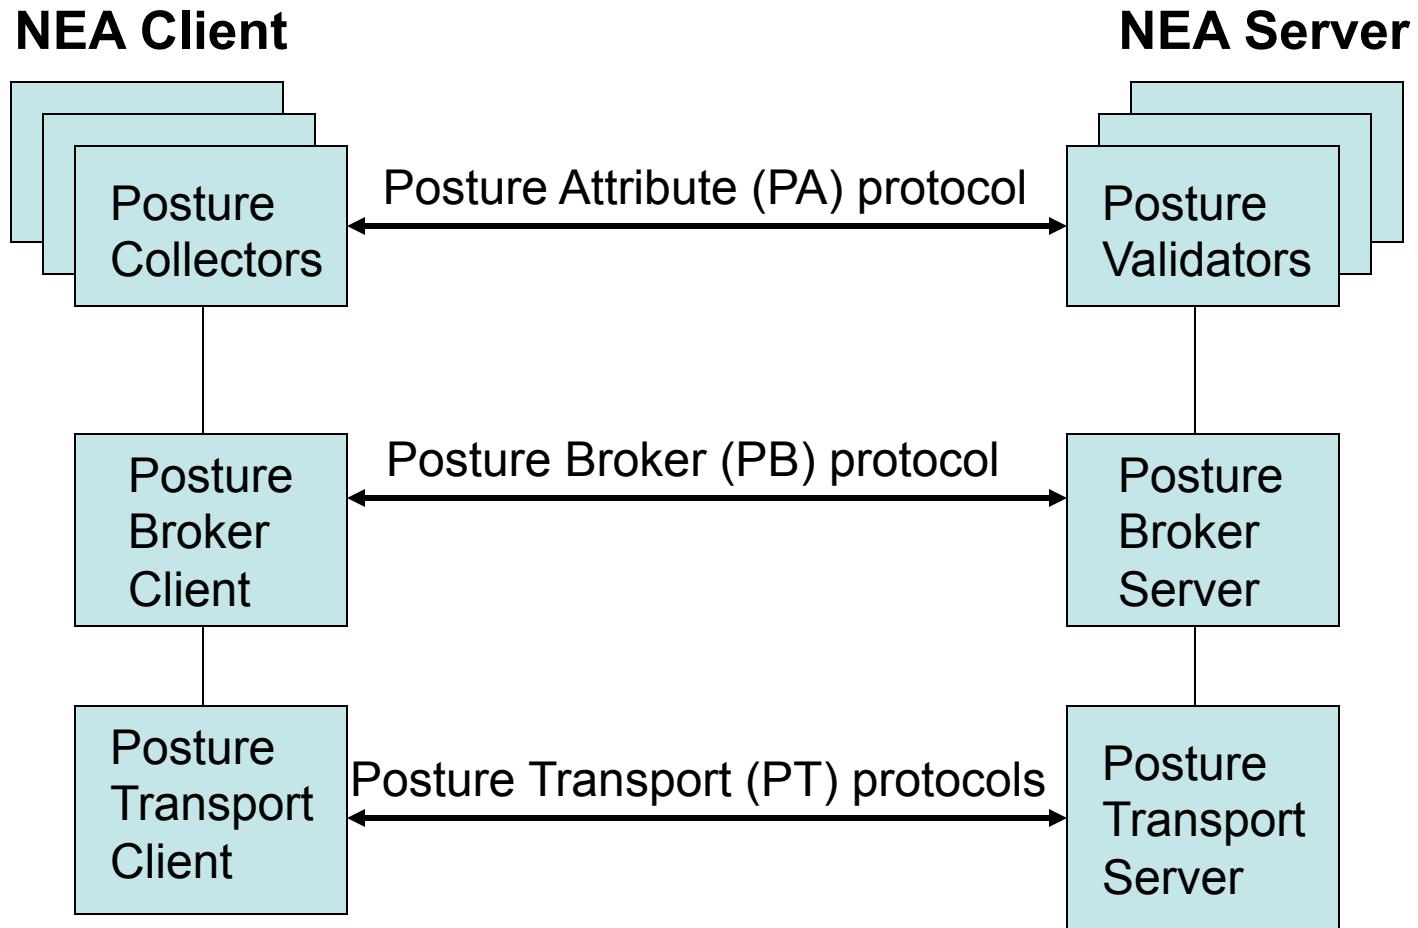 NEA Client
NEA Server
Posture Attribute (PA) protocol
Posture
Collectors
Posture
Validators
Posture Broker (PB) protocol
Posture
Broker
Client
Posture
Broker
Server
Posture Transport (PT) protocols
Posture
Transport
Client
Posture
Transport
Server